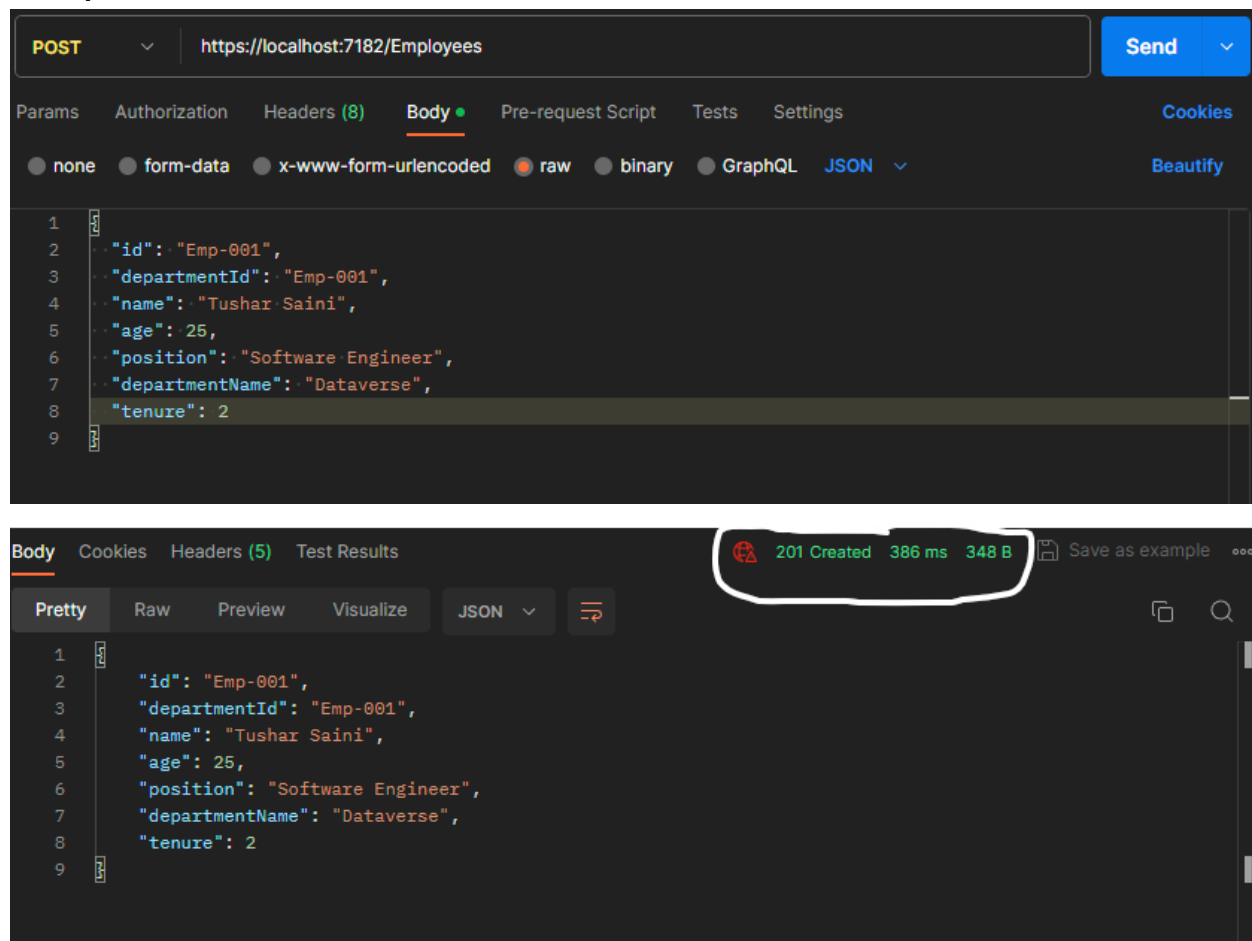 POST https://localhost:7182/Employees Send
Params Authorization Headers (8) Body Pre-request Script Tests Settings Cookies
none form-data x-www-form-urlencoded raw binary GraphQL JSON Beautify
1 {
2 "id": "Emp-001",
3 "departmentId": "Emp-001",
4 "name": "Tushar Saini",
5 "age": 25,
6 "position": "Software Engineer",
7 "departmentName": "Dataverse",
8 "tenure": 2
9 }
Body Cookies Headers (5) Test Results 201 Created 386 ms 348 B Save as example
Pretty Raw Preview Visualize JSON
1 {
2 "id": "Emp-001",
3 "departmentId": "Emp-001",
4 "name": "Tushar Saini",
5 "age": 25,
6 "position": "Software Engineer",
7 "departmentName": "Dataverse",
8 "tenure": 2
9 }